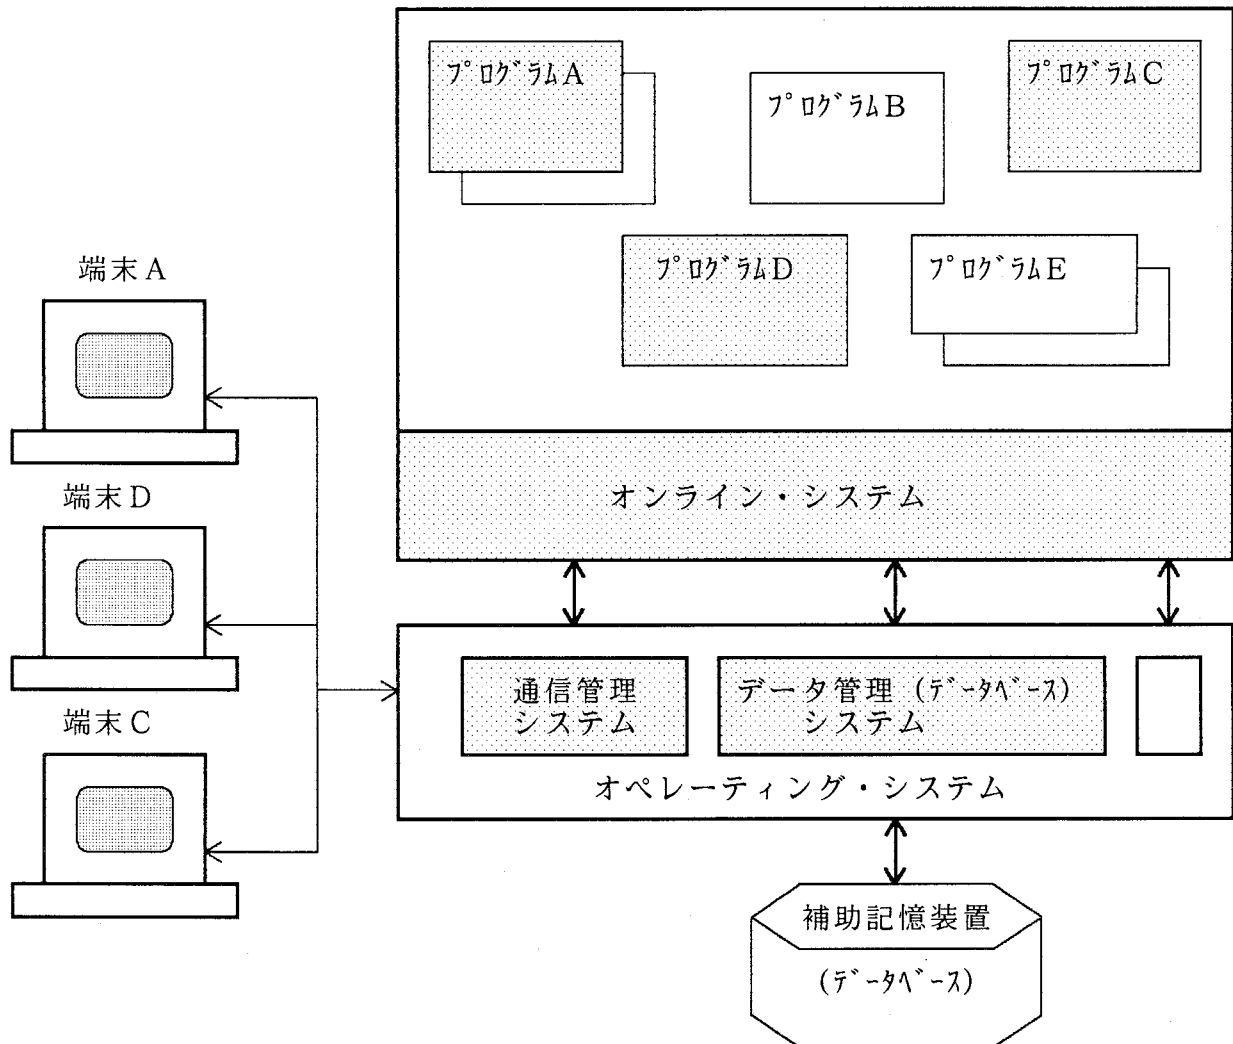 プログラムA
プログラムB
プログラムC
プログラムD
プログラムE
端末A
オンライン・システム
端末D
通信管理
システム
データ管理(データベース)
システム
端末C
オペレーティング・システム
補助記憶装置
(データベース)